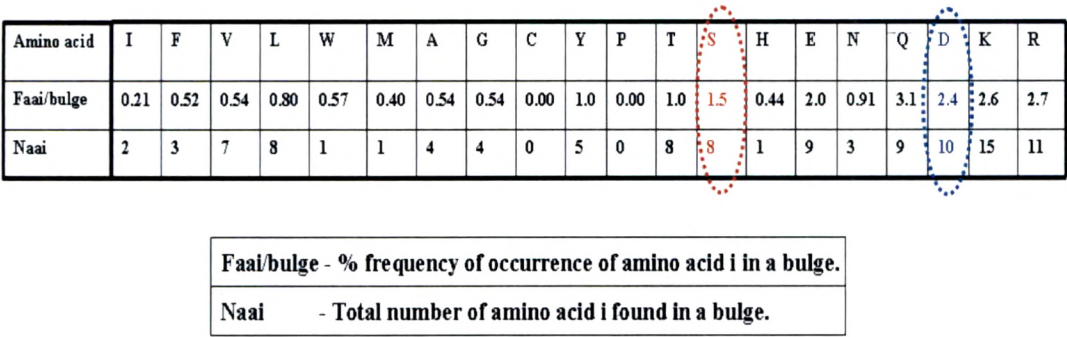 Amino acid I F V L W M A G C Y P T S H E N Q D K R
Faai/bulge 0.21 0.52 0.54 0.80 0.57 0.40 0.54 0.54 0.00 1.0 0.00 1.0 1.5 0.44 2.0 0.91 3.1 2.4 2.6 2.7
Naai 2 3 7 8 1 1 4 4 0 5 0 8 8 1 9 3 9 10 15 11
Faai/bulge - % frequency of occurrence of amino acid i in a bulge.
Naai - Total number of amino acid i found in a bulge.